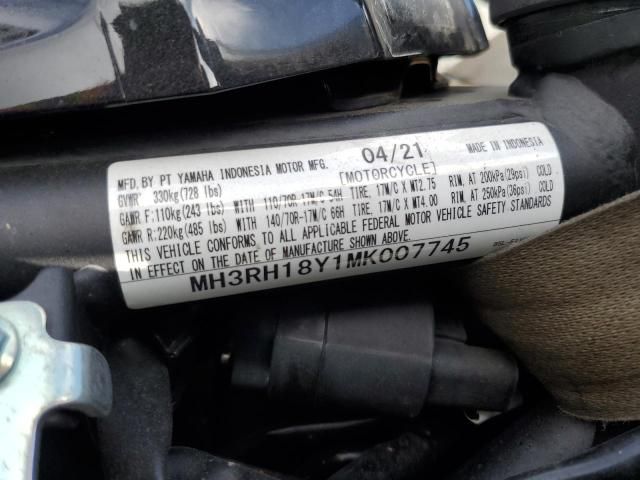 MFD. BY PT YAMAHA INDONESIA MOTOR MFG. 04/21 MADE IN INDONESIA
GVWR: 330kg(728 lbs) [MOTORCYCLE]
GAWR F:110kg(243 lbs) WITH 110/70R-17M/C 54H TIRE, 17M/C X MT2.75 RIM, AT 200kPa(29psi) COLD
GAWR R:220kg(485 lbs) WITH 140/70R-17M/C 66H TIRE, 17M/C X MT4.00 RIM, AT 250kPa(36psi) COLD
THIS VEHICLE CONFORMS TO ALL APPLICABLE FEDERAL MOTOR VEHICLE SAFETY STANDARDS
IN EFFECT ON THE DATE OF MANUFACTURE SHOWN ABOVE.
MH3RH18Y1MK007745